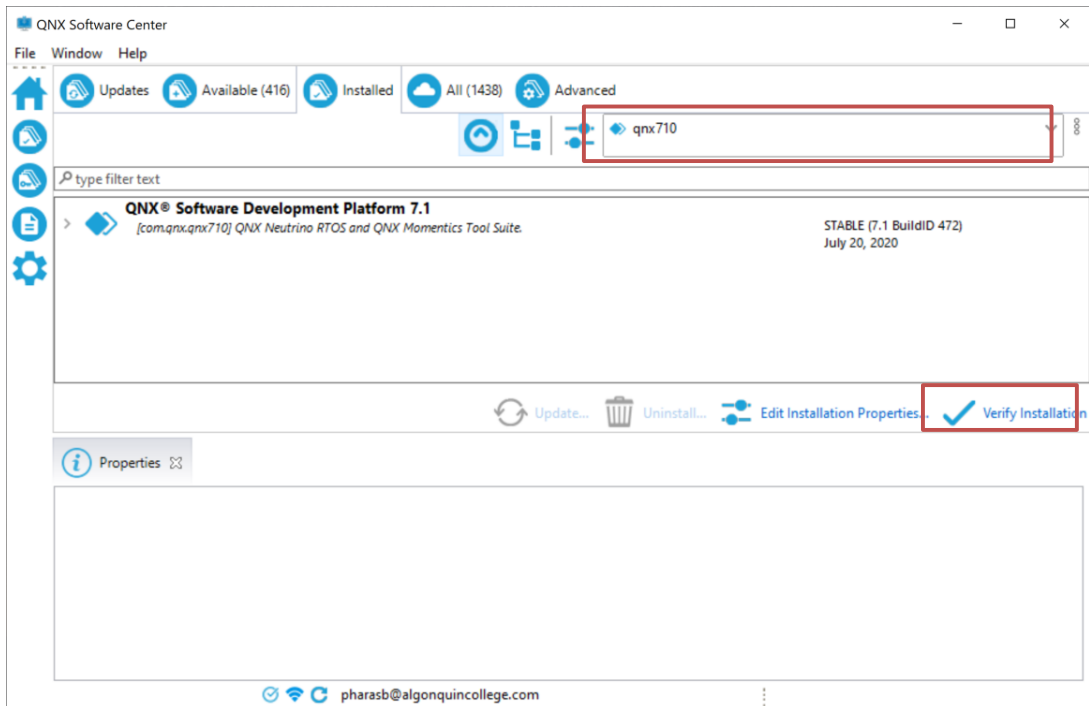 QNX Software Center
File Window Help
Updates Available (416) Installed All (1438) Advanced
qnx710
type filter text
QNX® Software Development Platform 7.1
[com.qnx.qnx710] QNX Neutrino RTOS and QNX Momentics Tool Suite.
STABLE (7.1 BuildID 472)
July 20, 2020
Update... Uninstall... Edit Installation Properties... Verify Installation
Properties
pharasb@algonquincollege.com